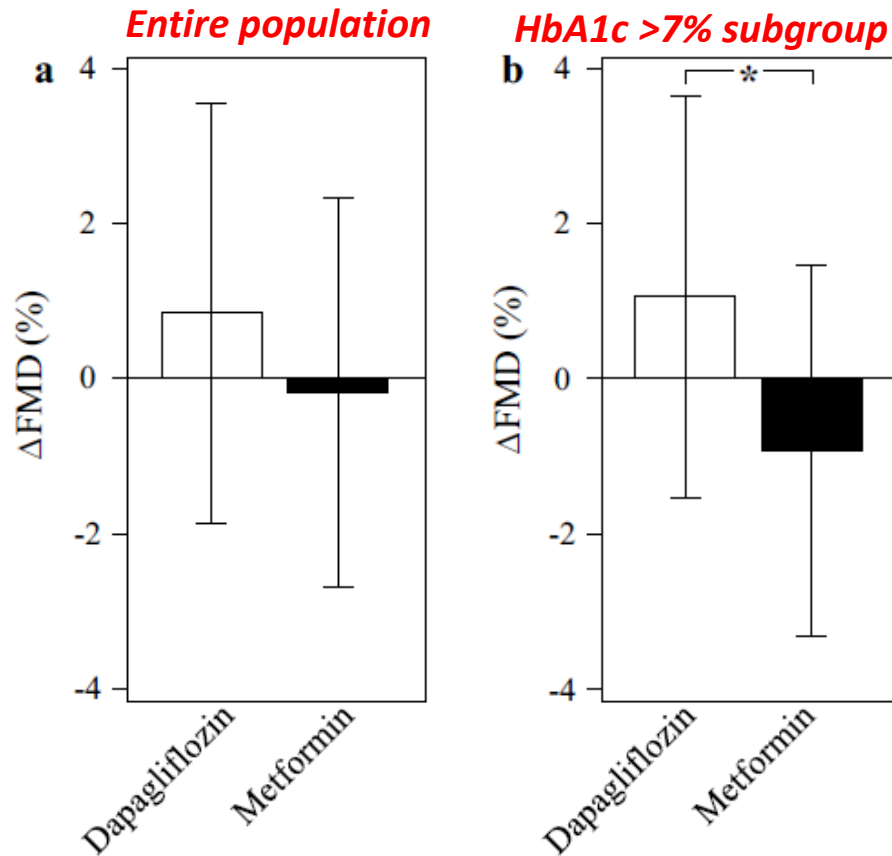 Entire population
HbA1c >7% subgroup
a
4
2
0
-2
-4
ΔFMD (%)
Dapagliflozin
Metformin
b
*
4
2
0
-2
-4
ΔFMD (%)
Dapagliflozin
Metformin